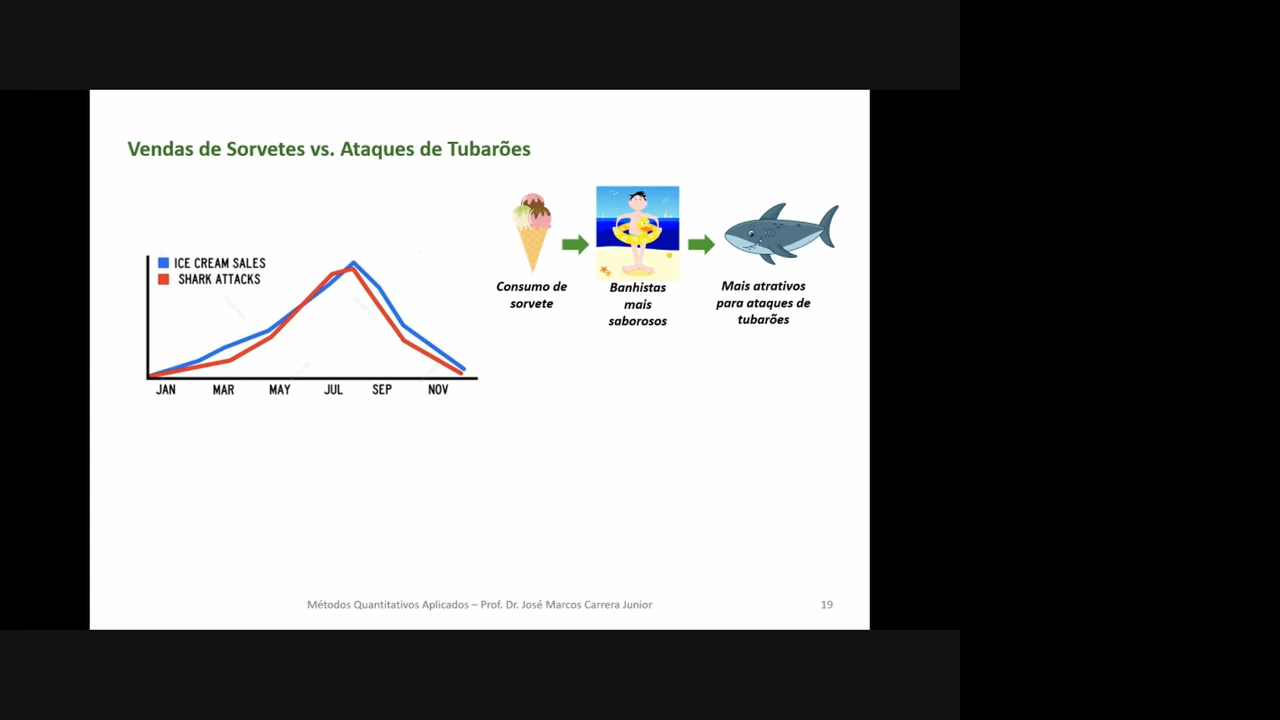 Vendas de Sorvetes vs. Ataques de Tubarões
ICE CREAM SALES
SHARK ATTACKS
JAN MAR MAY JUL SEP NOV
Consumo de
sorvete
Banhistas
mais
saborosos
Mais atrativos
para ataques de
tubarões
Métodos Quantitativos Aplicados – Prof. Dr. José Marcos Carrera Junior
19